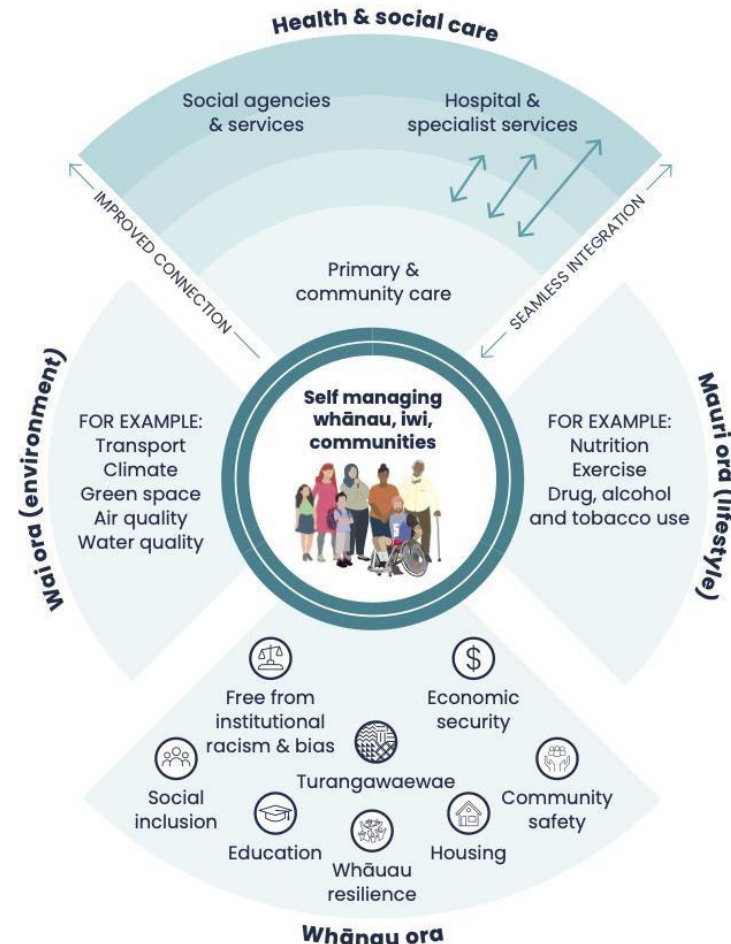 Health & social care
Social agencies
& services
Hospital &
specialist services
IMPROVED CONNECTION
SEAMLESS INTEGRATION
Primary &
community care
Wai ora (environment)
FOR EXAMPLE:
Transport
Climate
Green space
Air quality
Water quality
Self managing
whānau, iwi,
communities
5
FOR EXAMPLE:
Nutrition
Exercise
Drug, alcohol
and tobacco use
Mauri ora (lifestyle)
Free from
institutional
racism & bias
$
Economic
security
Turangawaewae
Social
inclusion
Community
safety
Education
Whāuau
resilience
Housing
Whānau ora